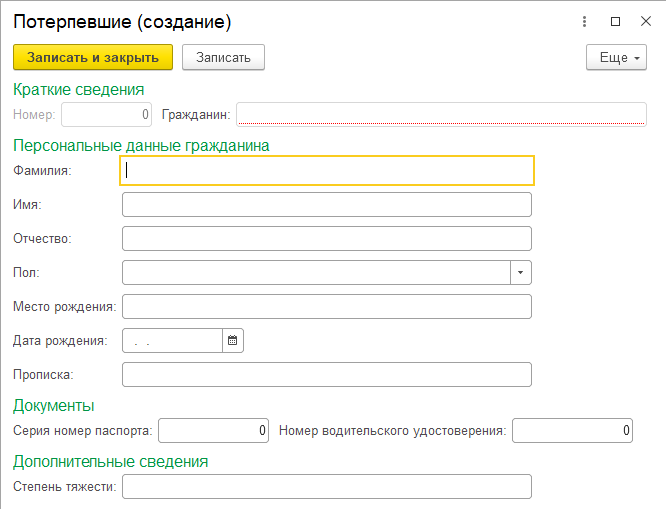 Потерпевшие (создание)
Записать и закрыть Записать Еще
Краткие сведения
Номер: 0 Гражданин:
Персональные данные гражданина
Фамилия:
Имя:
Отчество:
Пол:
Место рождения:
Дата рождения: . .
Прописка:
Документы
Серия номер паспорта: 0 Номер водительского удостоверения: 0
Дополнительные сведения
Степень тяжести: